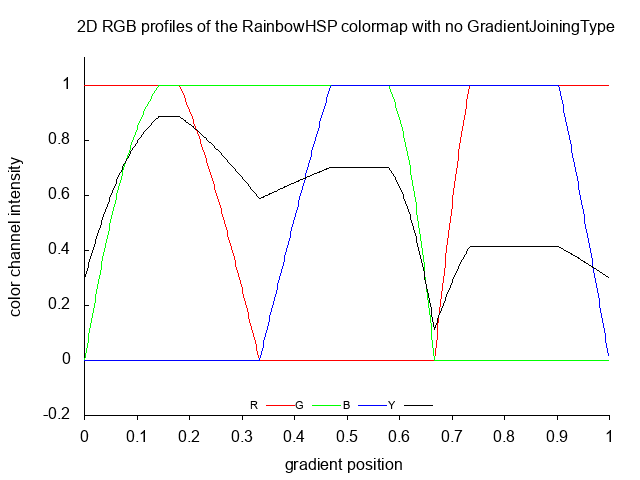 2D RGB profiles of the RainbowHSP colormap with no GradientJoiningType
1
0.8
0.6
0.4
0.2
0
-0.2
color channel intensity
R G B Y
0 0.1 0.2 0.3 0.4 0.5 0.6 0.7 0.8 0.9 1
gradient position